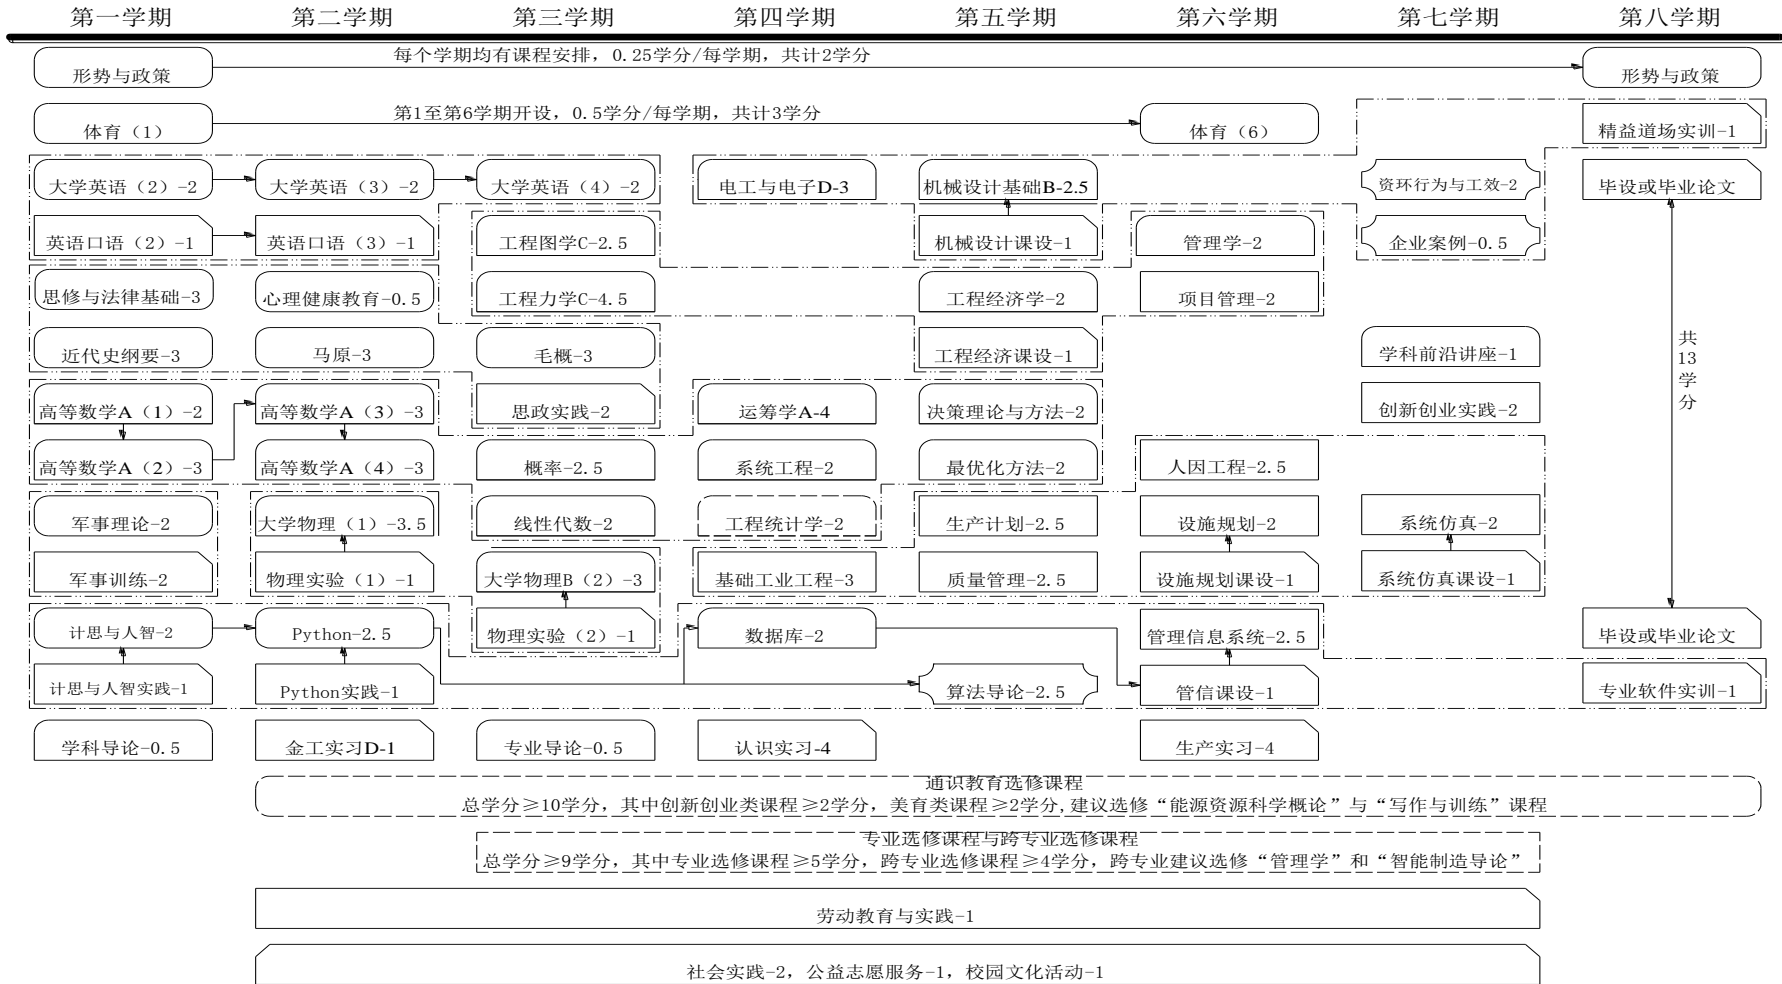 第一学期 第二学期 第三学期 第四学期 第五学期 第六学期 第七学期 第八学期
每个学期均有课程安排，0.25学分/每学期，共计2学分
形势与政策 形势与政策
第1至第6学期开设，0.5学分/每学期，共计3学分
体育（1） 体育（6） 精益道场实训-1
大学英语（2）-2 大学英语（3）-2 大学英语（4）-2 电工与电子D-3 机械设计基础B-2.5 资环行为与工效-2 毕设或毕业论文
英语口语（2）-1 英语口语（3）-1 工程图学C-2.5 机械设计课设-1 管理学-2 企业案例-0.5
思修与法律基础-3 心理健康教育-0.5 工程力学C-4.5 工程经济学-2 项目管理-2
近代史纲要-3 马原-3 毛概-3 工程经济课设-1 学科前沿讲座-1
共
13
学
分
高等数学A（1）-2 高等数学A（3）-3 思政实践-2 运筹学A-4 决策理论与方法-2 创新创业实践-2
高等数学A（2）-3 高等数学A（4）-3 概率-2.5 系统工程-2 最优化方法-2 人因工程-2.5
军事理论-2 大学物理（1）-3.5 线性代数-2 工程统计学-2 生产计划-2.5 设施规划-2 系统仿真-2
军事训练-2 物理实验（1）-1 大学物理B（2）-3 基础工业工程-3 质量管理-2.5 设施规划课设-1 系统仿真课设-1
计思与人智-2 Python-2.5 物理实验（2）-1 数据库-2 管理信息系统-2.5 毕设或毕业论文
计思与人智实践-1 Python实践-1 算法导论-2.5 管信课设-1 专业软件实训-1
学科导论-0.5 金工实习D-1 专业导论-0.5 认识实习-4 生产实习-4
通识教育选修课程
总学分≥10学分，其中创新创业类课程≥2学分，美育类课程≥2学分,建议选修“能源资源科学概论”与“写作与训练”课程
专业选修课程与跨专业选修课程
总学分≥9学分，其中专业选修课程≥5学分，跨专业选修课程≥4学分，跨专业建议选修“管理学”和“智能制造导论”
劳动教育与实践-1
社会实践-2，公益志愿服务-1，校园文化活动-1